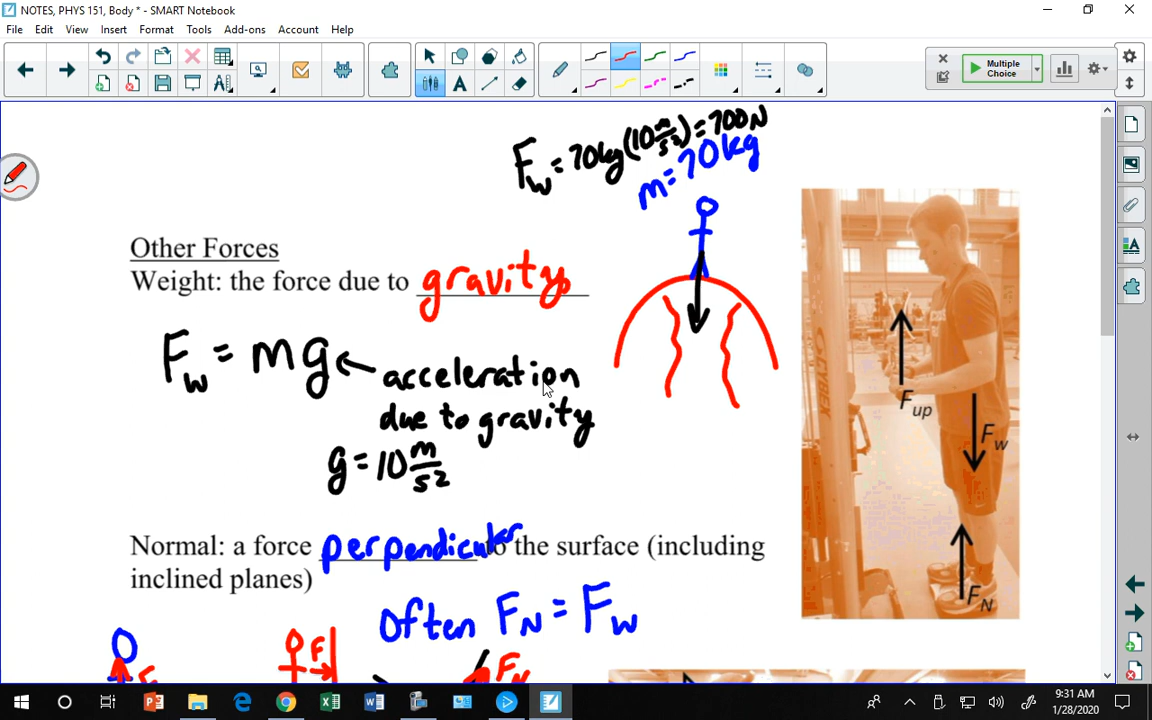 NOTES, PHYS 151, Body * - SMART Notebook
File Edit View Insert Format Tools Add-ons Account Help
Multiple
Choice
F_W = 70kg(10 m/s²) = 700N
m = 70kg
Other Forces
Weight: the force due to gravity
F_W = mg
acceleration
due to gravity
g = 10 m/s²
F_up
F_W
F_N
Normal: a force perpendicular to the surface (including
inclined planes)
Often F_N = F_W
F
F_N
9:31 AM
1/28/2020